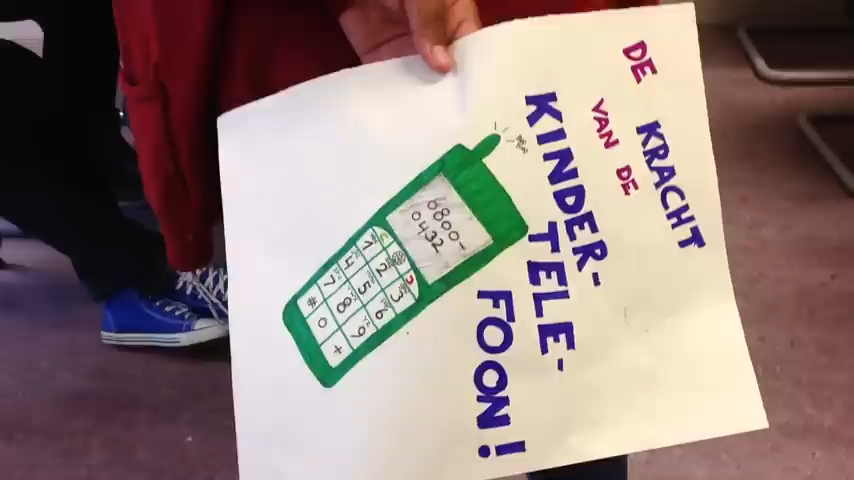 DE KRACHT
VAN DE
KINDER-
TELE-
FOON!
0800-
0432
1 2 3
4 5 6
7 8 9
# 0 +